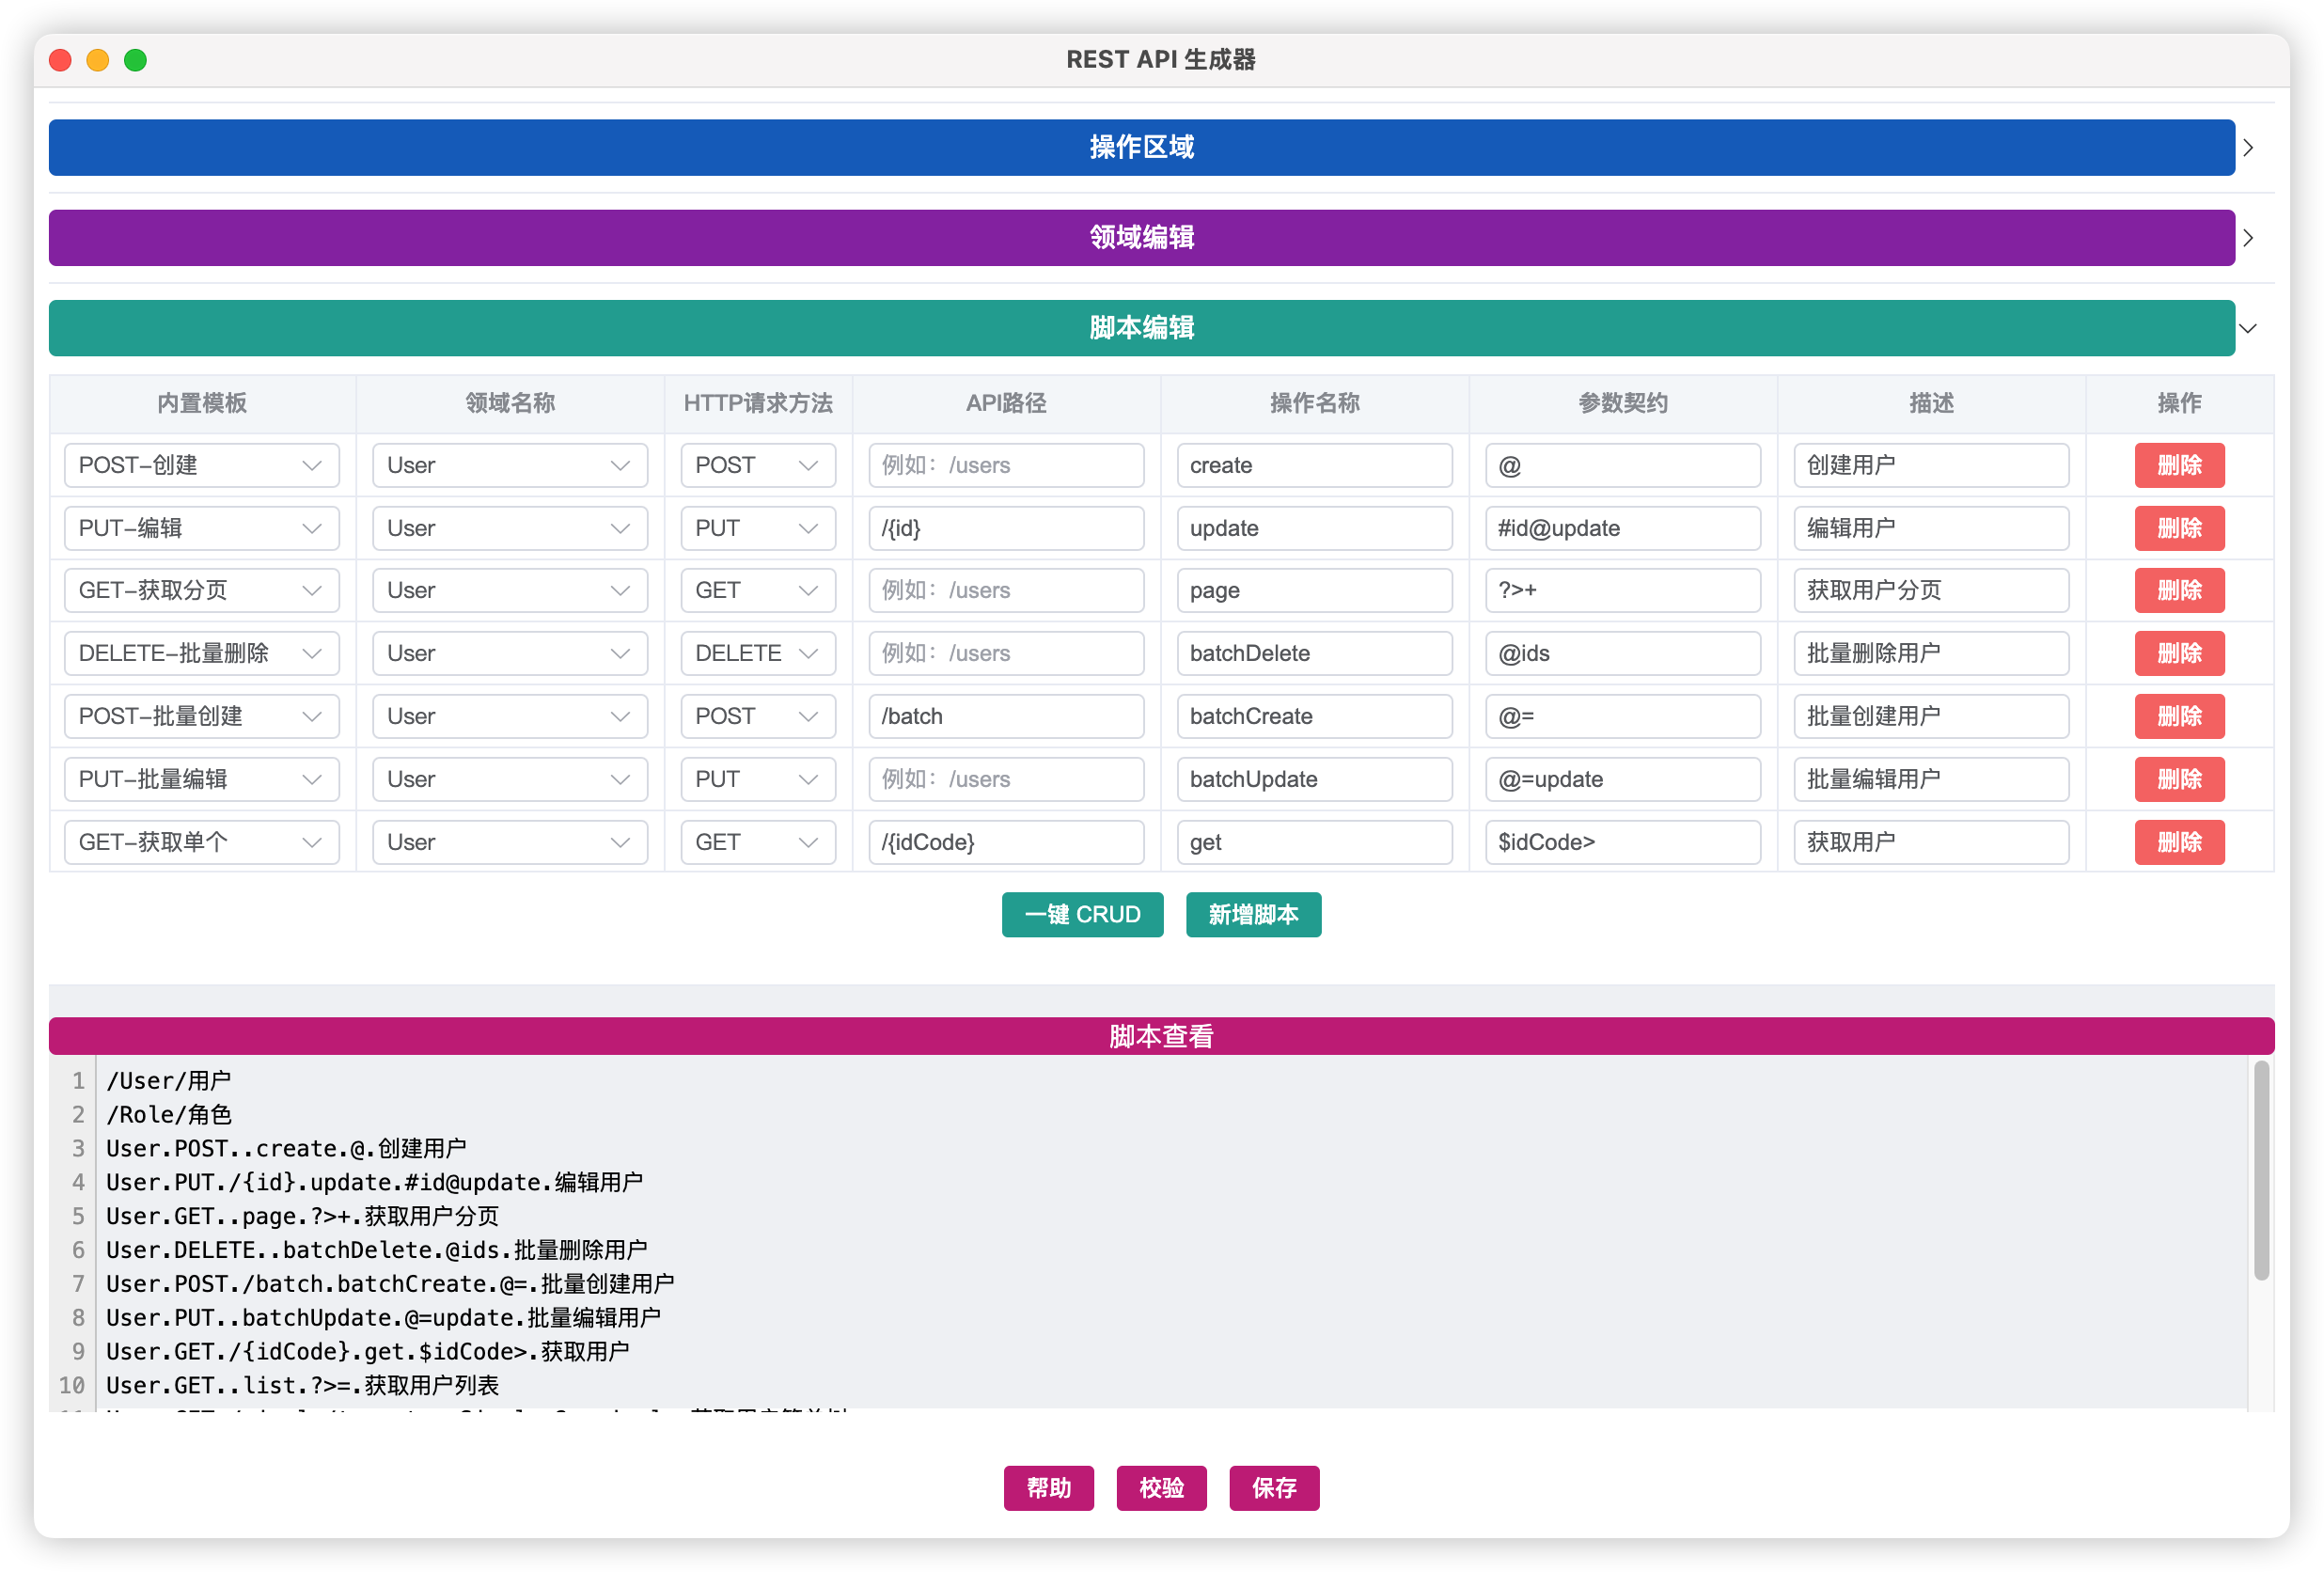 REST API 生成器
操作区域
领域编辑
脚本编辑
内置模板 领域名称 HTTP请求方法 API路径 操作名称 参数契约 描述 操作
POST-创建 User POST 例如：/users create @ 创建用户 删除
PUT-编辑 User PUT /{id} update #id@update 编辑用户 删除
GET-获取分页 User GET 例如：/users page ?>+ 获取用户分页 删除
DELETE-批量删除 User DELETE 例如：/users batchDelete @ids 批量删除用户 删除
POST-批量创建 User POST /batch batchCreate @= 批量创建用户 删除
PUT-批量编辑 User PUT 例如：/users batchUpdate @=update 批量编辑用户 删除
GET-获取单个 User GET /{idCode} get $idCode> 获取用户 删除
一键 CRUD 新增脚本
脚本查看
1 /User/用户
2 /Role/角色
3 User.POST..create.@.创建用户
4 User.PUT./{id}.update.#id@update.编辑用户
5 User.GET..page.?>+.获取用户分页
6 User.DELETE..batchDelete.@ids.批量删除用户
7 User.POST./batch.batchCreate.@=.批量创建用户
8 User.PUT..batchUpdate.@=update.批量编辑用户
9 User.GET./{idCode}.get.$idCode>.获取用户
10 User.GET..list.?>=.获取用户列表
帮助 校验 保存